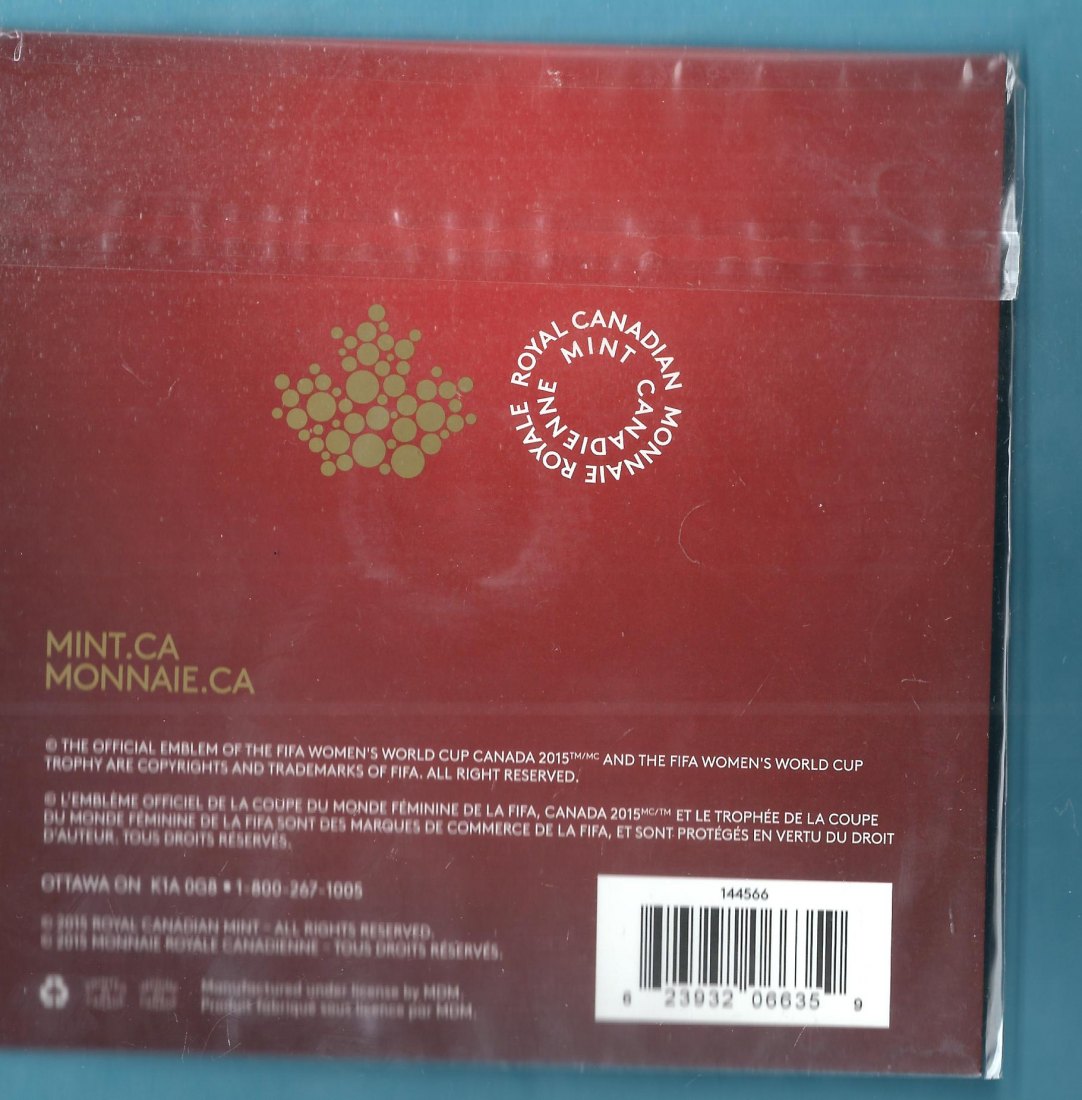 ROYAL CANADIAN MINT
MONNAIE ROYALE CANADIENNE
MINT.CA
MONNAIE.CA
© THE OFFICIAL EMBLEM OF THE FIFA WOMEN'S WORLD CUP CANADA 2015™/MC AND THE FIFA WOMEN'S WORLD CUP
TROPHY ARE COPYRIGHTS AND TRADEMARKS OF FIFA. ALL RIGHT RESERVED.
© L'EMBLÈME OFFICIEL DE LA COUPE DU MONDE FÉMININE DE LA FIFA, CANADA 2015MC/™ ET LE TROPHÉE DE LA COUPE
DU MONDE FÉMININE DE LA FIFA SONT DES MARQUES DE COMMERCE DE LA FIFA, ET SONT PROTÉGÉS EN VERTU DU DROIT
D'AUTEUR. TOUS DROITS RÉSERVÉS.
OTTAWA ON K1A 0G8 • 1-800-267-1005
© 2015 ROYAL CANADIAN MINT – ALL RIGHTS RESERVED.
© 2015 MONNAIE ROYALE CANADIENNE – TOUS DROITS RÉSERVÉS.
Manufactured under license by MDM.
Produit fabriqué sous licence par MDM.
144566
6 23932 06635 9